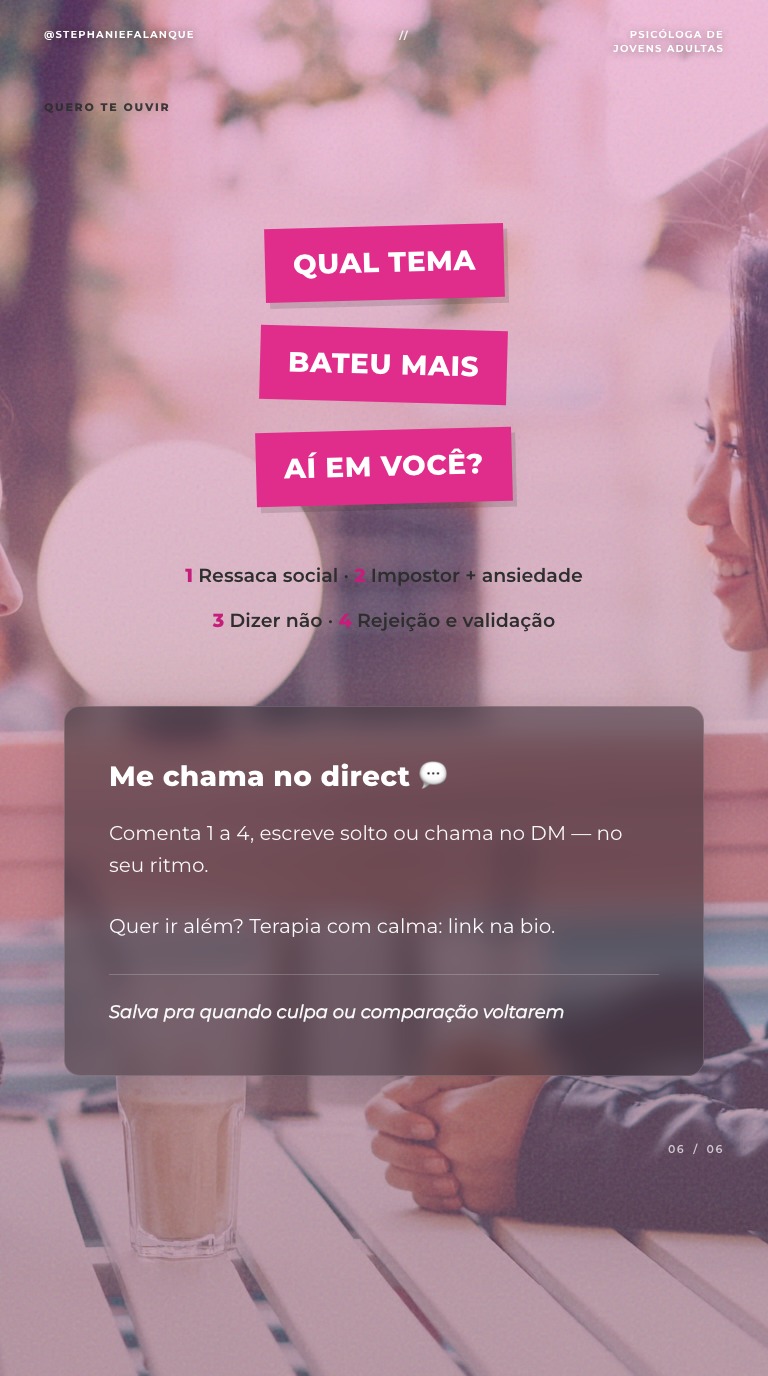 @STEPHANIEFALANQUE
//
PSICÓLOGA DE
JOVENS ADULTAS
QUERO TE OUVIR
QUAL TEMA
BATEU MAIS
AÍ EM VOCÊ?
1 Ressaca social · 2 Impostor + ansiedade
3 Dizer não · 4 Rejeição e validação
Me chama no direct 💬
Comenta 1 a 4, escreve solto ou chama no DM — no
seu ritmo.
Quer ir além? Terapia com calma: link na bio.
Salva pra quando culpa ou comparação voltarem
06 / 06